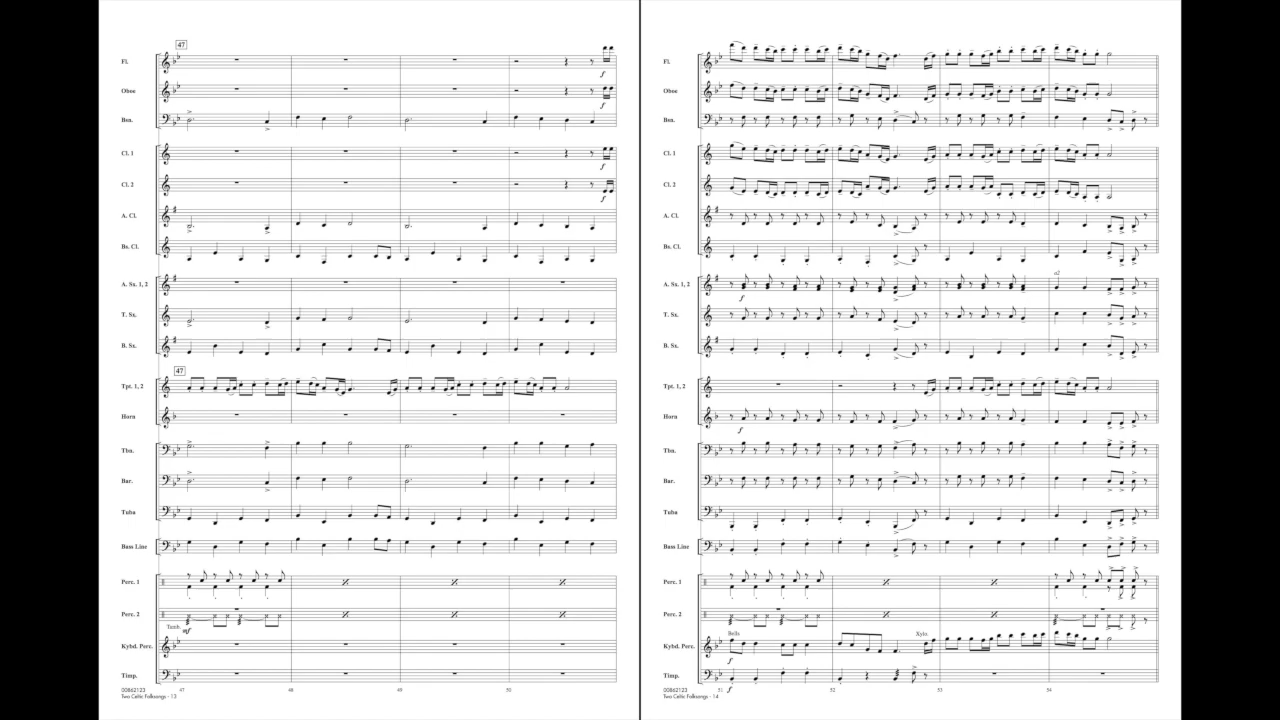 47
Fl.
f
Oboe
f
Bsn.
Cl. 1
f
Cl. 2
f
A. Cl.
Bs. Cl.
A. Sx. 1, 2
T. Sx.
B. Sx.
47
Tpt. 1, 2
Horn
Tbn.
Bar.
Tuba
Bass Line
Perc. 1
Perc. 2
Tamb.
mf
Kybd. Perc.
Timp.
00862123
47 48 49 50
Two Celtic Folksongs - 13
Fl.
Oboe
Bsn.
Cl. 1
Cl. 2
A. Cl.
Bs. Cl.
a2
A. Sx. 1, 2
f
T. Sx.
B. Sx.
Tpt. 1, 2
Horn
f
Tbn.
Bar.
Tuba
Bass Line
Perc. 1
Perc. 2
Bells Xylo.
Kybd. Perc.
f
Timp.
f
00862123
51 52 53 54
Two Celtic Folksongs - 14